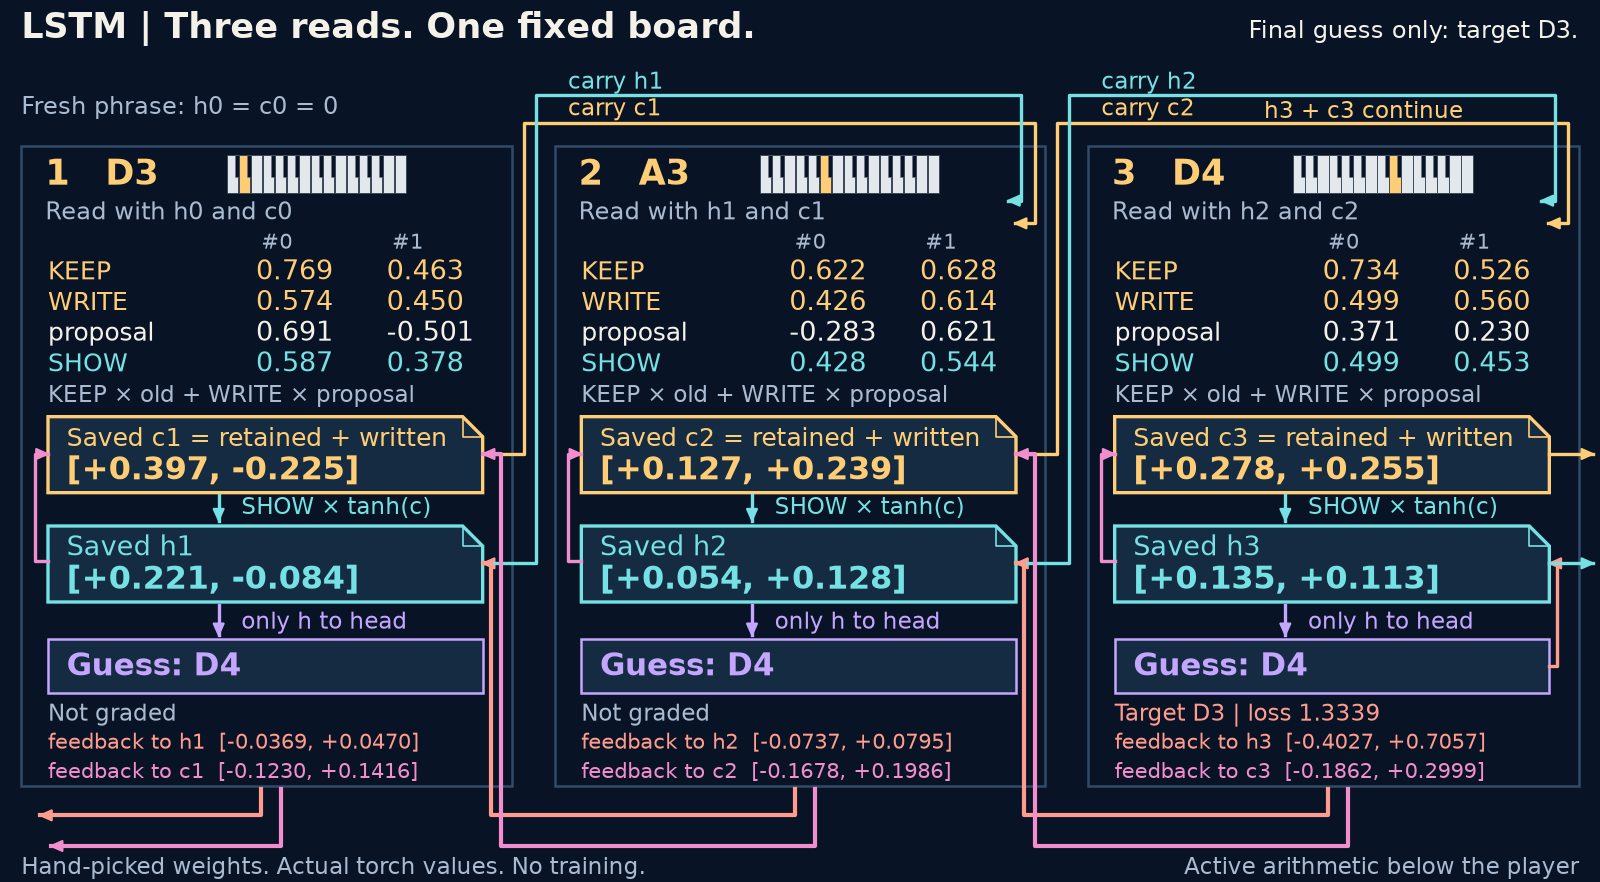 LSTM | Three reads. One fixed board.
Final guess only: target D3.
Fresh phrase: h0 = c0 = 0
carry h1
carry c1
carry h2
carry c2
h3 + c3 continue
1 D3
Read with h0 and c0
#0 #1
KEEP 0.769 0.463
WRITE 0.574 0.450
proposal 0.691 -0.501
SHOW 0.587 0.378
KEEP × old + WRITE × proposal
Saved c1 = retained + written
[+0.397, -0.225]
SHOW × tanh(c)
Saved h1
[+0.221, -0.084]
only h to head
Guess: D4
Not graded
feedback to h1 [-0.0369, +0.0470]
feedback to c1 [-0.1230, +0.1416]
2 A3
Read with h1 and c1
#0 #1
KEEP 0.622 0.628
WRITE 0.426 0.614
proposal -0.283 0.621
SHOW 0.428 0.544
KEEP × old + WRITE × proposal
Saved c2 = retained + written
[+0.127, +0.239]
SHOW × tanh(c)
Saved h2
[+0.054, +0.128]
only h to head
Guess: D4
Not graded
feedback to h2 [-0.0737, +0.0795]
feedback to c2 [-0.1678, +0.1986]
3 D4
Read with h2 and c2
#0 #1
KEEP 0.734 0.526
WRITE 0.499 0.560
proposal 0.371 0.230
SHOW 0.499 0.453
KEEP × old + WRITE × proposal
Saved c3 = retained + written
[+0.278, +0.255]
SHOW × tanh(c)
Saved h3
[+0.135, +0.113]
only h to head
Guess: D4
Target D3 | loss 1.3339
feedback to h3 [-0.4027, +0.7057]
feedback to c3 [-0.1862, +0.2999]
Hand-picked weights. Actual torch values. No training.
Active arithmetic below the player